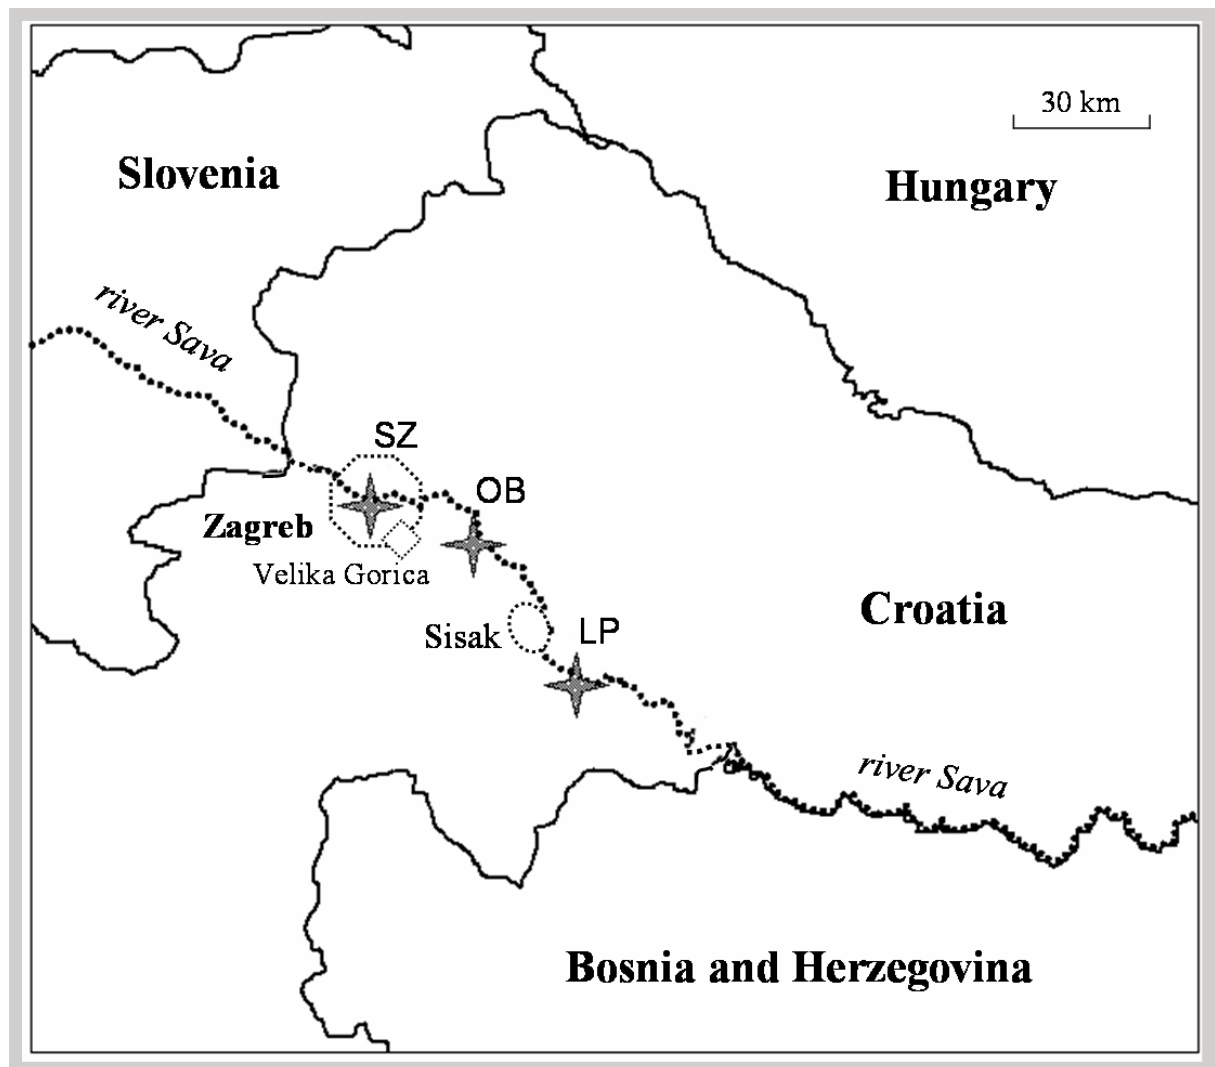 30 km
Slovenia
Hungary
river Sava
SZ
OB
Zagreb
Velika Gorica
Croatia
Sisak
LP
river Sava
Bosnia and Herzegovina